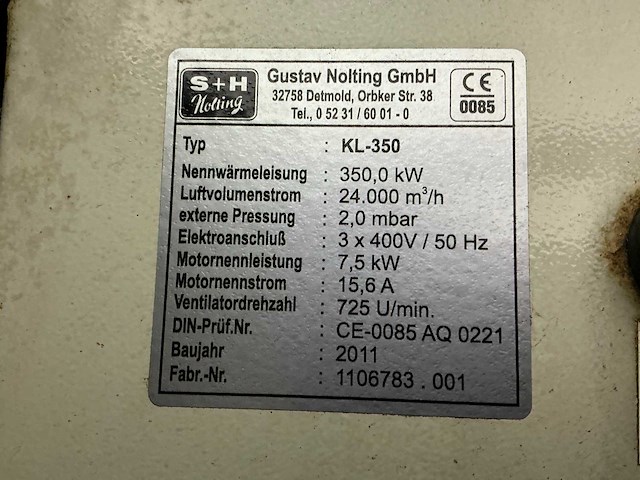 S+H
Nolting
Gustav Nolting GmbH
32758 Detmold, Orbker Str. 38
Tel., 0 52 31 / 60 01 - 0
CE
0085
Typ : KL-350
Nennwärmeleisung : 350,0 kW
Luftvolumenstrom : 24.000 m³/h
externe Pressung : 2,0 mbar
Elektroanschluß : 3 x 400V / 50 Hz
Motornennleistung : 7,5 kW
Motornennstrom : 15,6 A
Ventilatordrehzahl : 725 U/min.
DIN-Prüf.Nr. : CE-0085 AQ 0221
Baujahr : 2011
Fabr.-Nr. : 1106783 . 001